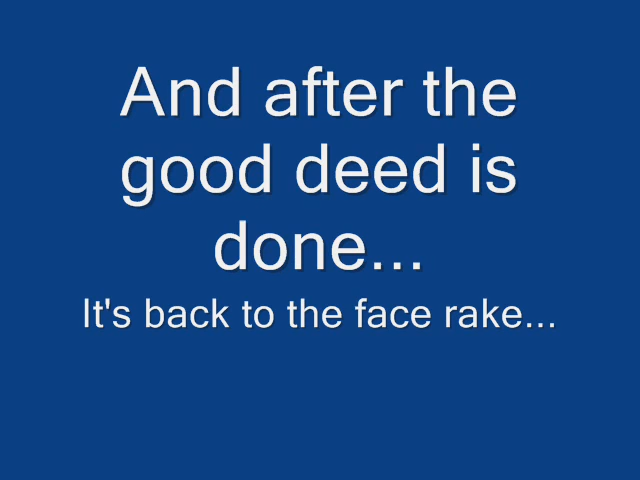 And after the
good deed is
done...
It's back to the face rake...